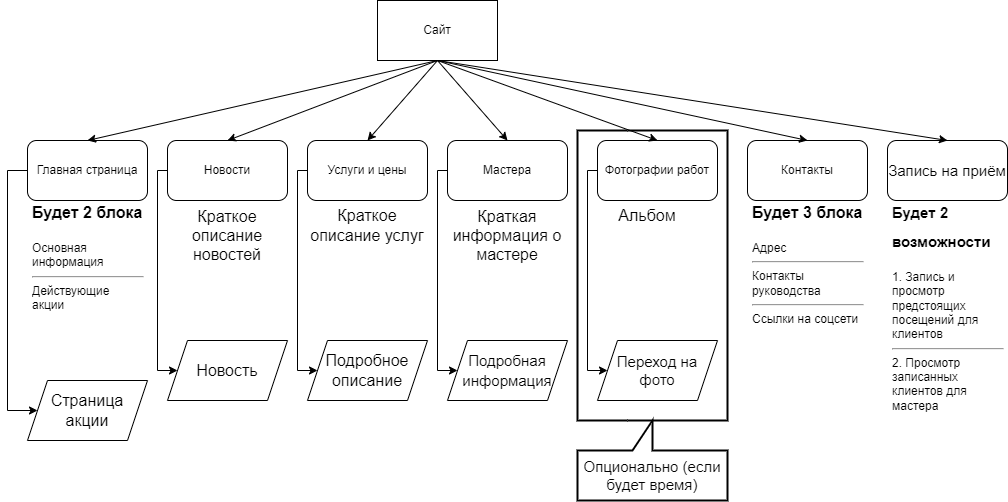 Сайт
Главная страница
Новости
Услуги и цены
Мастера
Фотографии работ
Контакты
Запись на приём
Будет 2 блока
Основная
информация
Действующие
акции
Страница
акции
Краткое
описание
новостей
Новость
Краткое
описание услуг
Подробное
описание
Краткая
информация о
мастере
Подробная
информация
Альбом
Переход на
фото
Опционально (если
будет время)
Будет 3 блока
Адрес
Контакты
руководства
Ссылки на соцсети
Будет 2
возможности
1. Запись и
просмотр
предстоящих
посещений для
клиентов
2. Просмотр
записанных
клиентов для
мастера